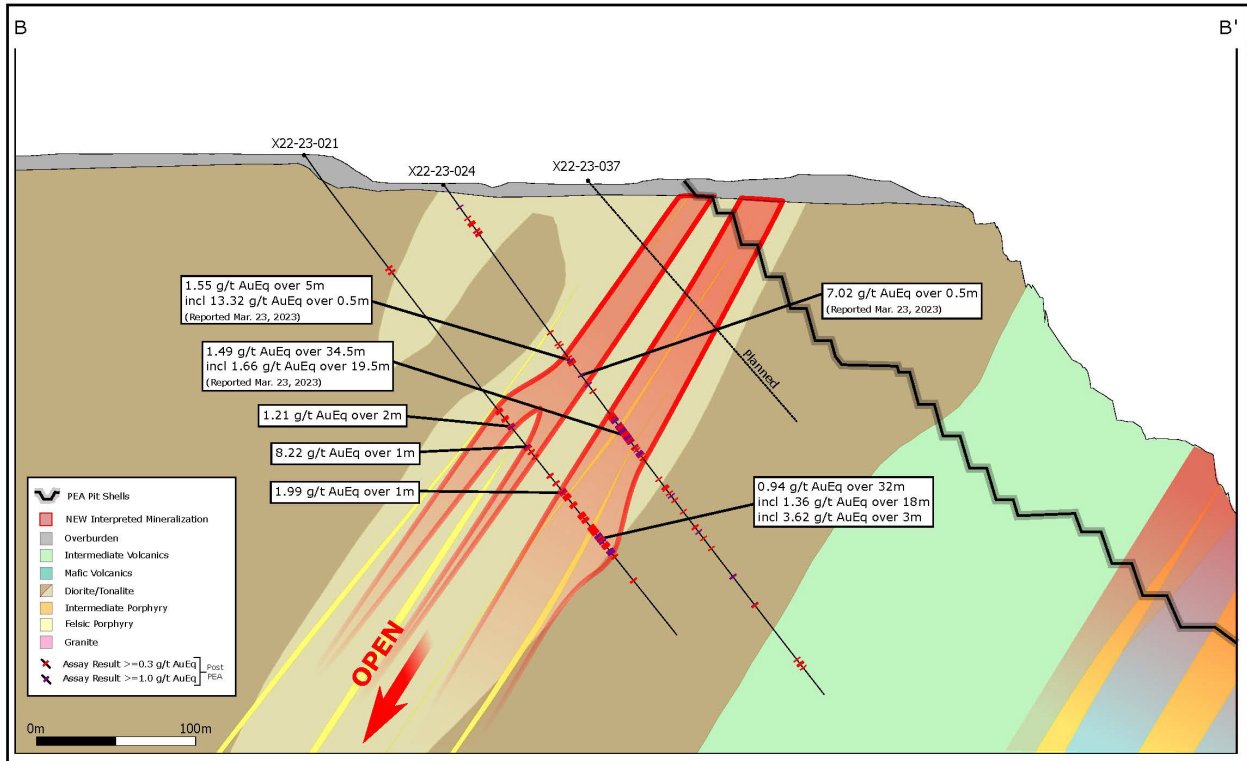 B
B'
X22-23-021
X22-23-024
X22-23-037
1.55 g/t AuEq over 5m
incl 13.32 g/t AuEq over 0.5m
(Reported Mar. 23, 2023)
7.02 g/t AuEq over 0.5m
(Reported Mar. 23, 2023)
1.49 g/t AuEq over 34.5m
incl 1.66 g/t AuEq over 19.5m
(Reported Mar. 23, 2023)
Planned
1.21 g/t AuEq over 2m
8.22 g/t AuEq over 1m
1.99 g/t AuEq over 1m
0.94 g/t AuEq over 32m
incl 1.36 g/t AuEq over 18m
incl 3.62 g/t AuEq over 3m
OPEN
PEA Pit Shells
NEW Interpreted Mineralization
Overburden
Intermediate Volcanics
Mafic Volcanics
Diorite/Tonalite
Intermediate Porphyry
Felsic Porphyry
Granite
Assay Result >=0.3 g/t AuEq
Assay Result >=1.0 g/t AuEq
Post
PEA
0m
100m